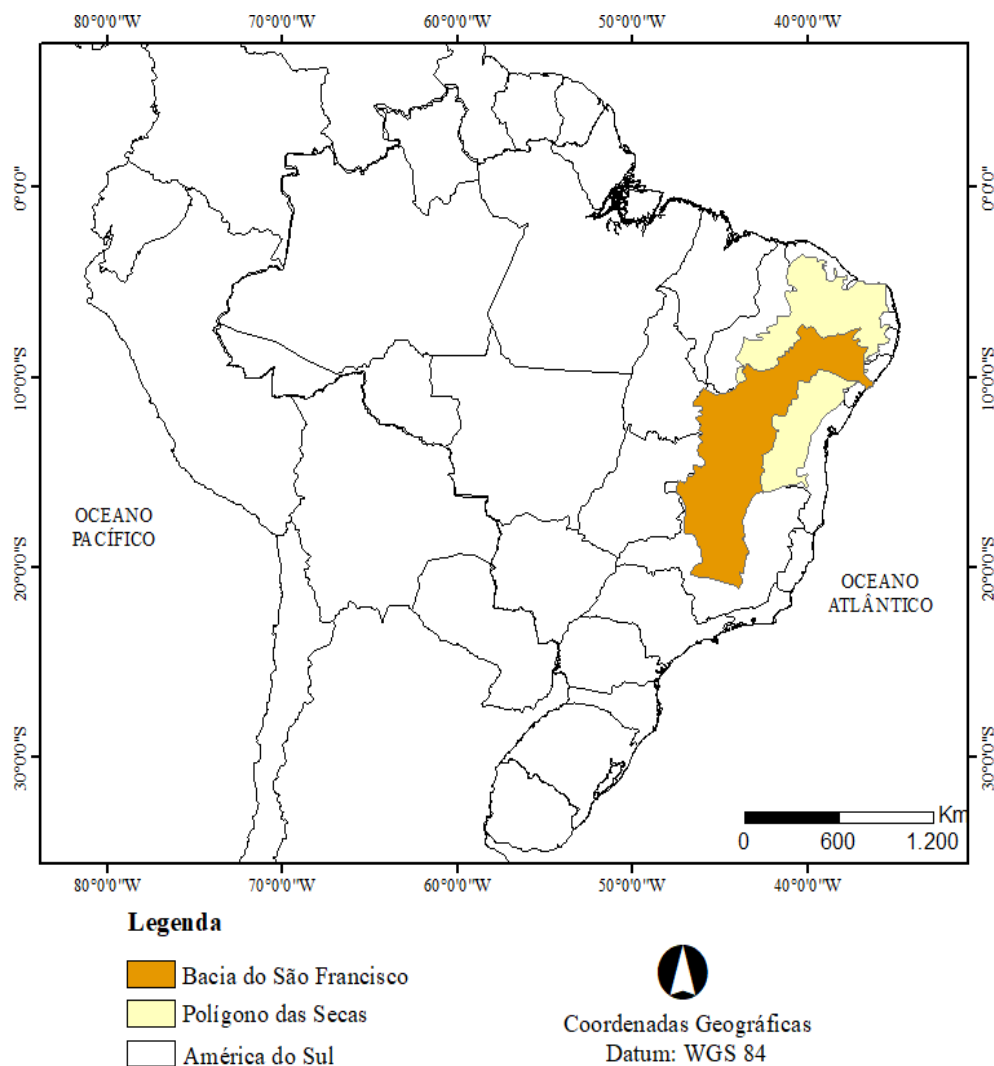 80°0'0"W 70°0'0"W 60°0'0"W 50°0'0"W 40°0'0"W
0°0'0" 0°0'0"
10°0'0"S 10°0'0"S
OCEANO
PACÍFICO
20°0'0"S 20°0'0"S
OCEANO
ATLÂNTICO
30°0'0"S 30°0'0"S
Km
0 600 1.200
80°0'0"W 70°0'0"W 60°0'0"W 50°0'0"W 40°0'0"W
Legenda
Bacia do São Francisco
Polígono das Secas
América do Sul
Coordenadas Geográficas
Datum: WGS 84